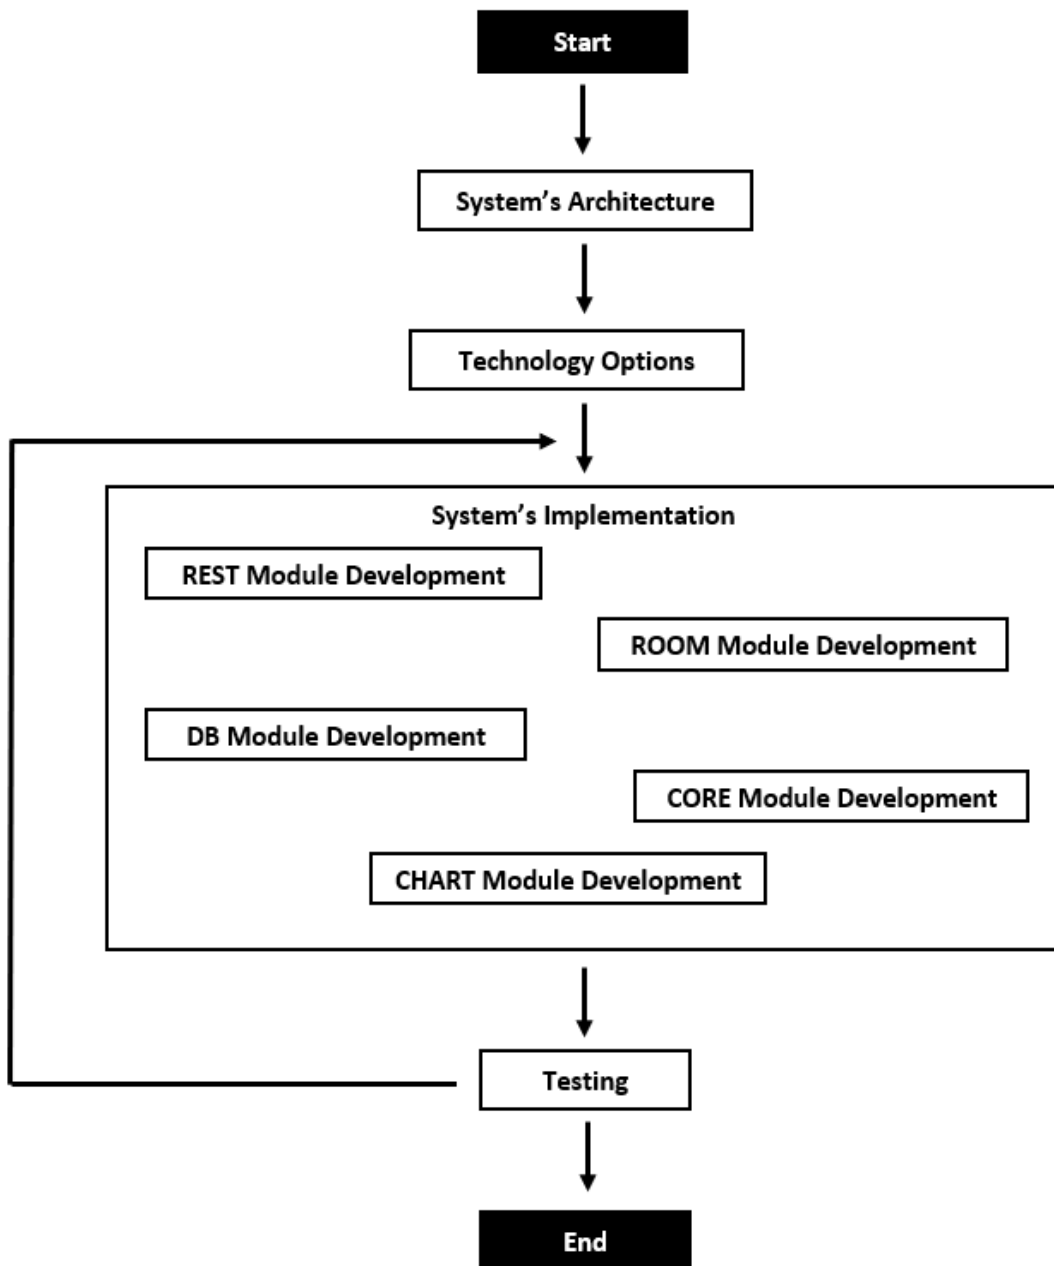 Start
System’s Architecture
Technology Options
System’s Implementation
REST Module Development
ROOM Module Development
DB Module Development
CORE Module Development
CHART Module Development
Testing
End